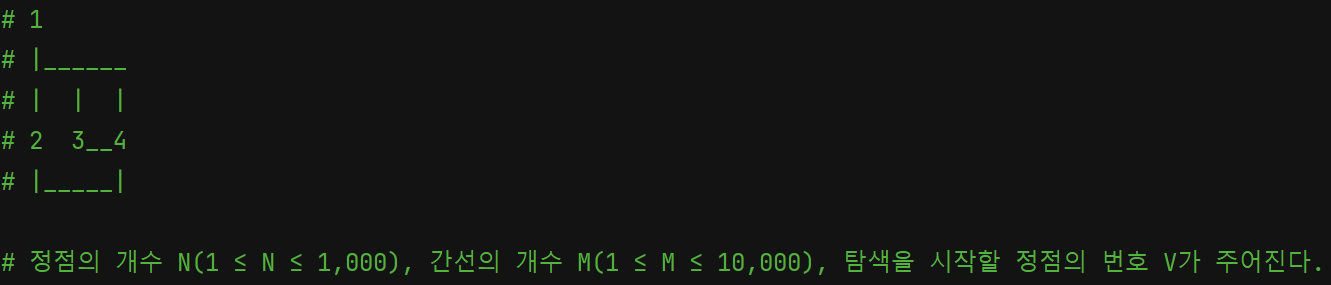 # 1
# |______
# |  |  |
# 2  3__4
# |_____|
# 정점의 개수 N(1 ≤ N ≤ 1,000), 간선의 개수 M(1 ≤ M ≤ 10,000), 탐색을 시작할 정점의 번호 V가 주어진다.